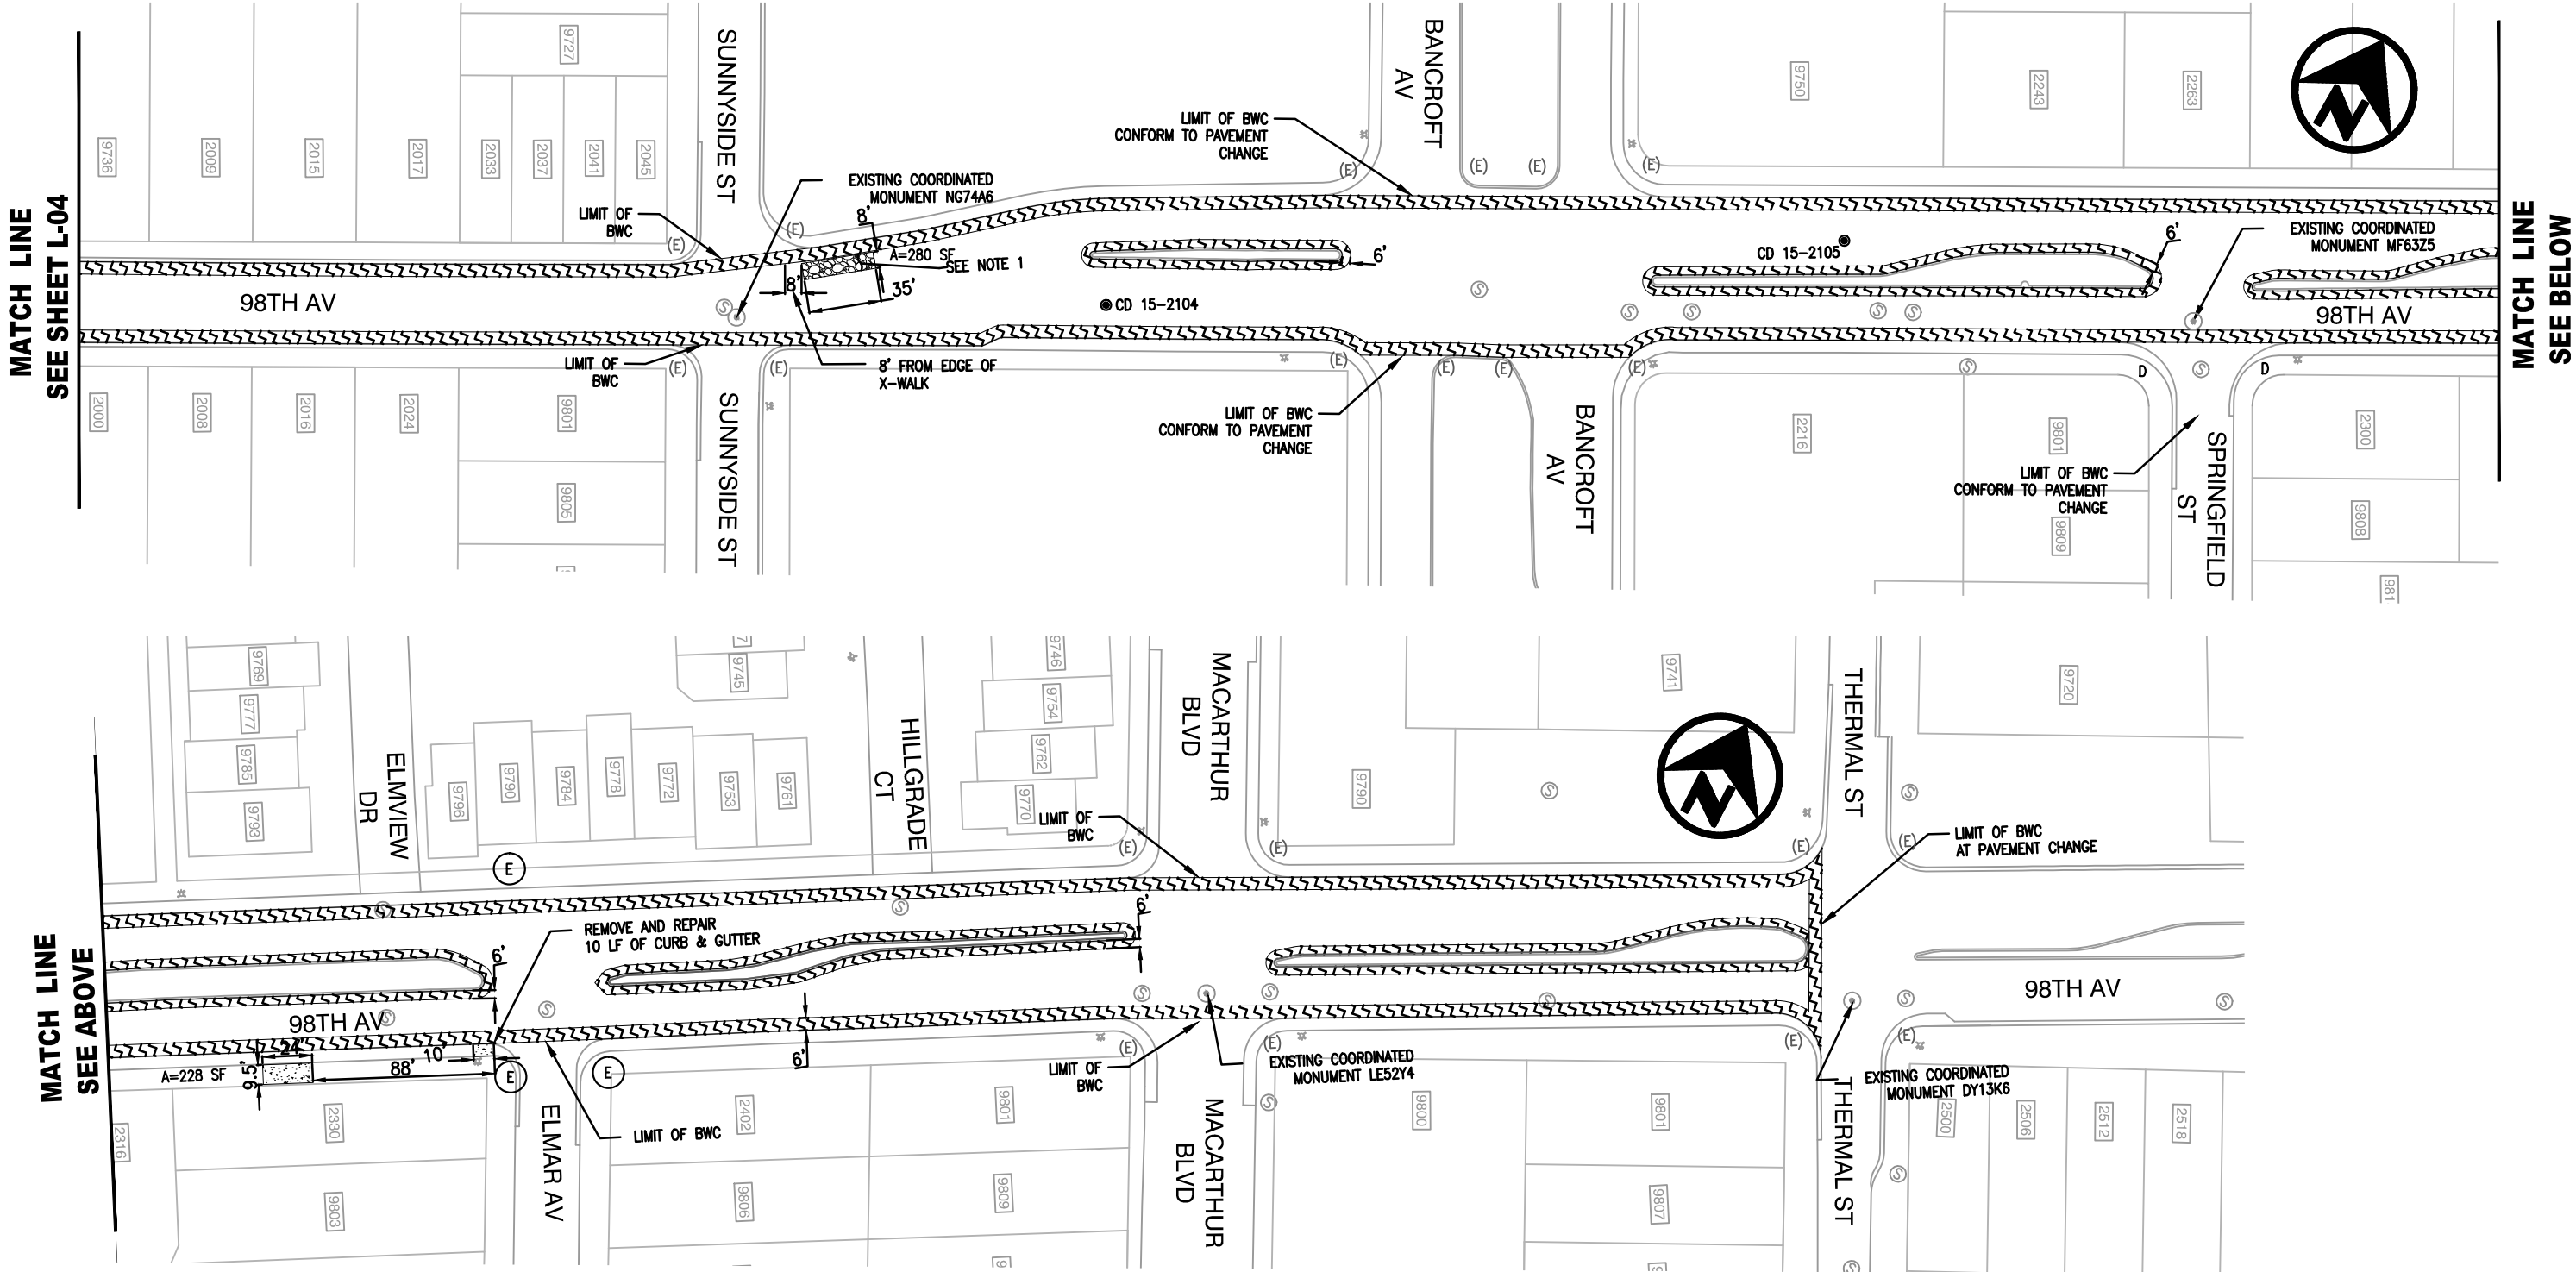 MATCH LINE
SEE SHEET L-04
9736
2009
2015
2017
9727
2033
2037
2041
2045
SUNNYSIDE ST
(E)
(E)
LIMIT OF
BWC
EXISTING COORDINATED
MONUMENT NG74A6
8'
A=280 SF
SEE NOTE 1
8'
35'
98TH AV
S
LIMIT OF
BWC
(E)
(E)
8' FROM EDGE OF
X-WALK
2000
2008
2016
2024
9801
9805
SUNNYSIDE ST
LIMIT OF BWC
CONFORM TO PAVEMENT
CHANGE
BANCROFT
AV
(E)
(E)
(E)
(E)
6'
CD 15-2104
S
(E)
(E)
(E)
(E)
LIMIT OF BWC
CONFORM TO PAVEMENT
CHANGE
BANCROFT
AV
9750
2243
2263
N
CD 15-2105
6'
EXISTING COORDINATED
MONUMENT MF63Z5
S
S
S
S
98TH AV
S
S
D
D
2216
9801
9809
LIMIT OF BWC
CONFORM TO PAVEMENT
CHANGE
SPRINGFIELD
ST
2300
9808
981
MATCH LINE
SEE BELOW
MATCH LINE
SEE ABOVE
9769
9777
9785
9793
ELMVIEW
DR
9796
9790
9784
9778
9772
9753
9761
7
9745
HILLGRADE
CT
9746
9754
9762
9770
LIMIT OF
BWC
MACARTHUR
BLVD
(E)
(E)
9790
9741
S
N
THERMAL ST
(E)
(E)
S
9720
LIMIT OF BWC
AT PAVEMENT CHANGE
E
S
S
REMOVE AND REPAIR
10 LF OF CURB & GUTTER
6'
6'
S
S
98TH AV
S
S
S
S
S
S
98TH AV
24'
A=228 SF
9.5'
88'
10'
E
E
6'
LIMIT OF BWC
LIMIT OF
BWC
(E)
(E)
EXISTING COORDINATED
MONUMENT LE52Y4
(E)
(E)
EXISTING COORDINATED
MONUMENT DY13K6
2316
2330
9803
ELMAR AV
2402
9806
9801
9809
MACARTHUR
BLVD
S
9800
9801
9807
THERMAL ST
S
S
2500
2506
2512
2518